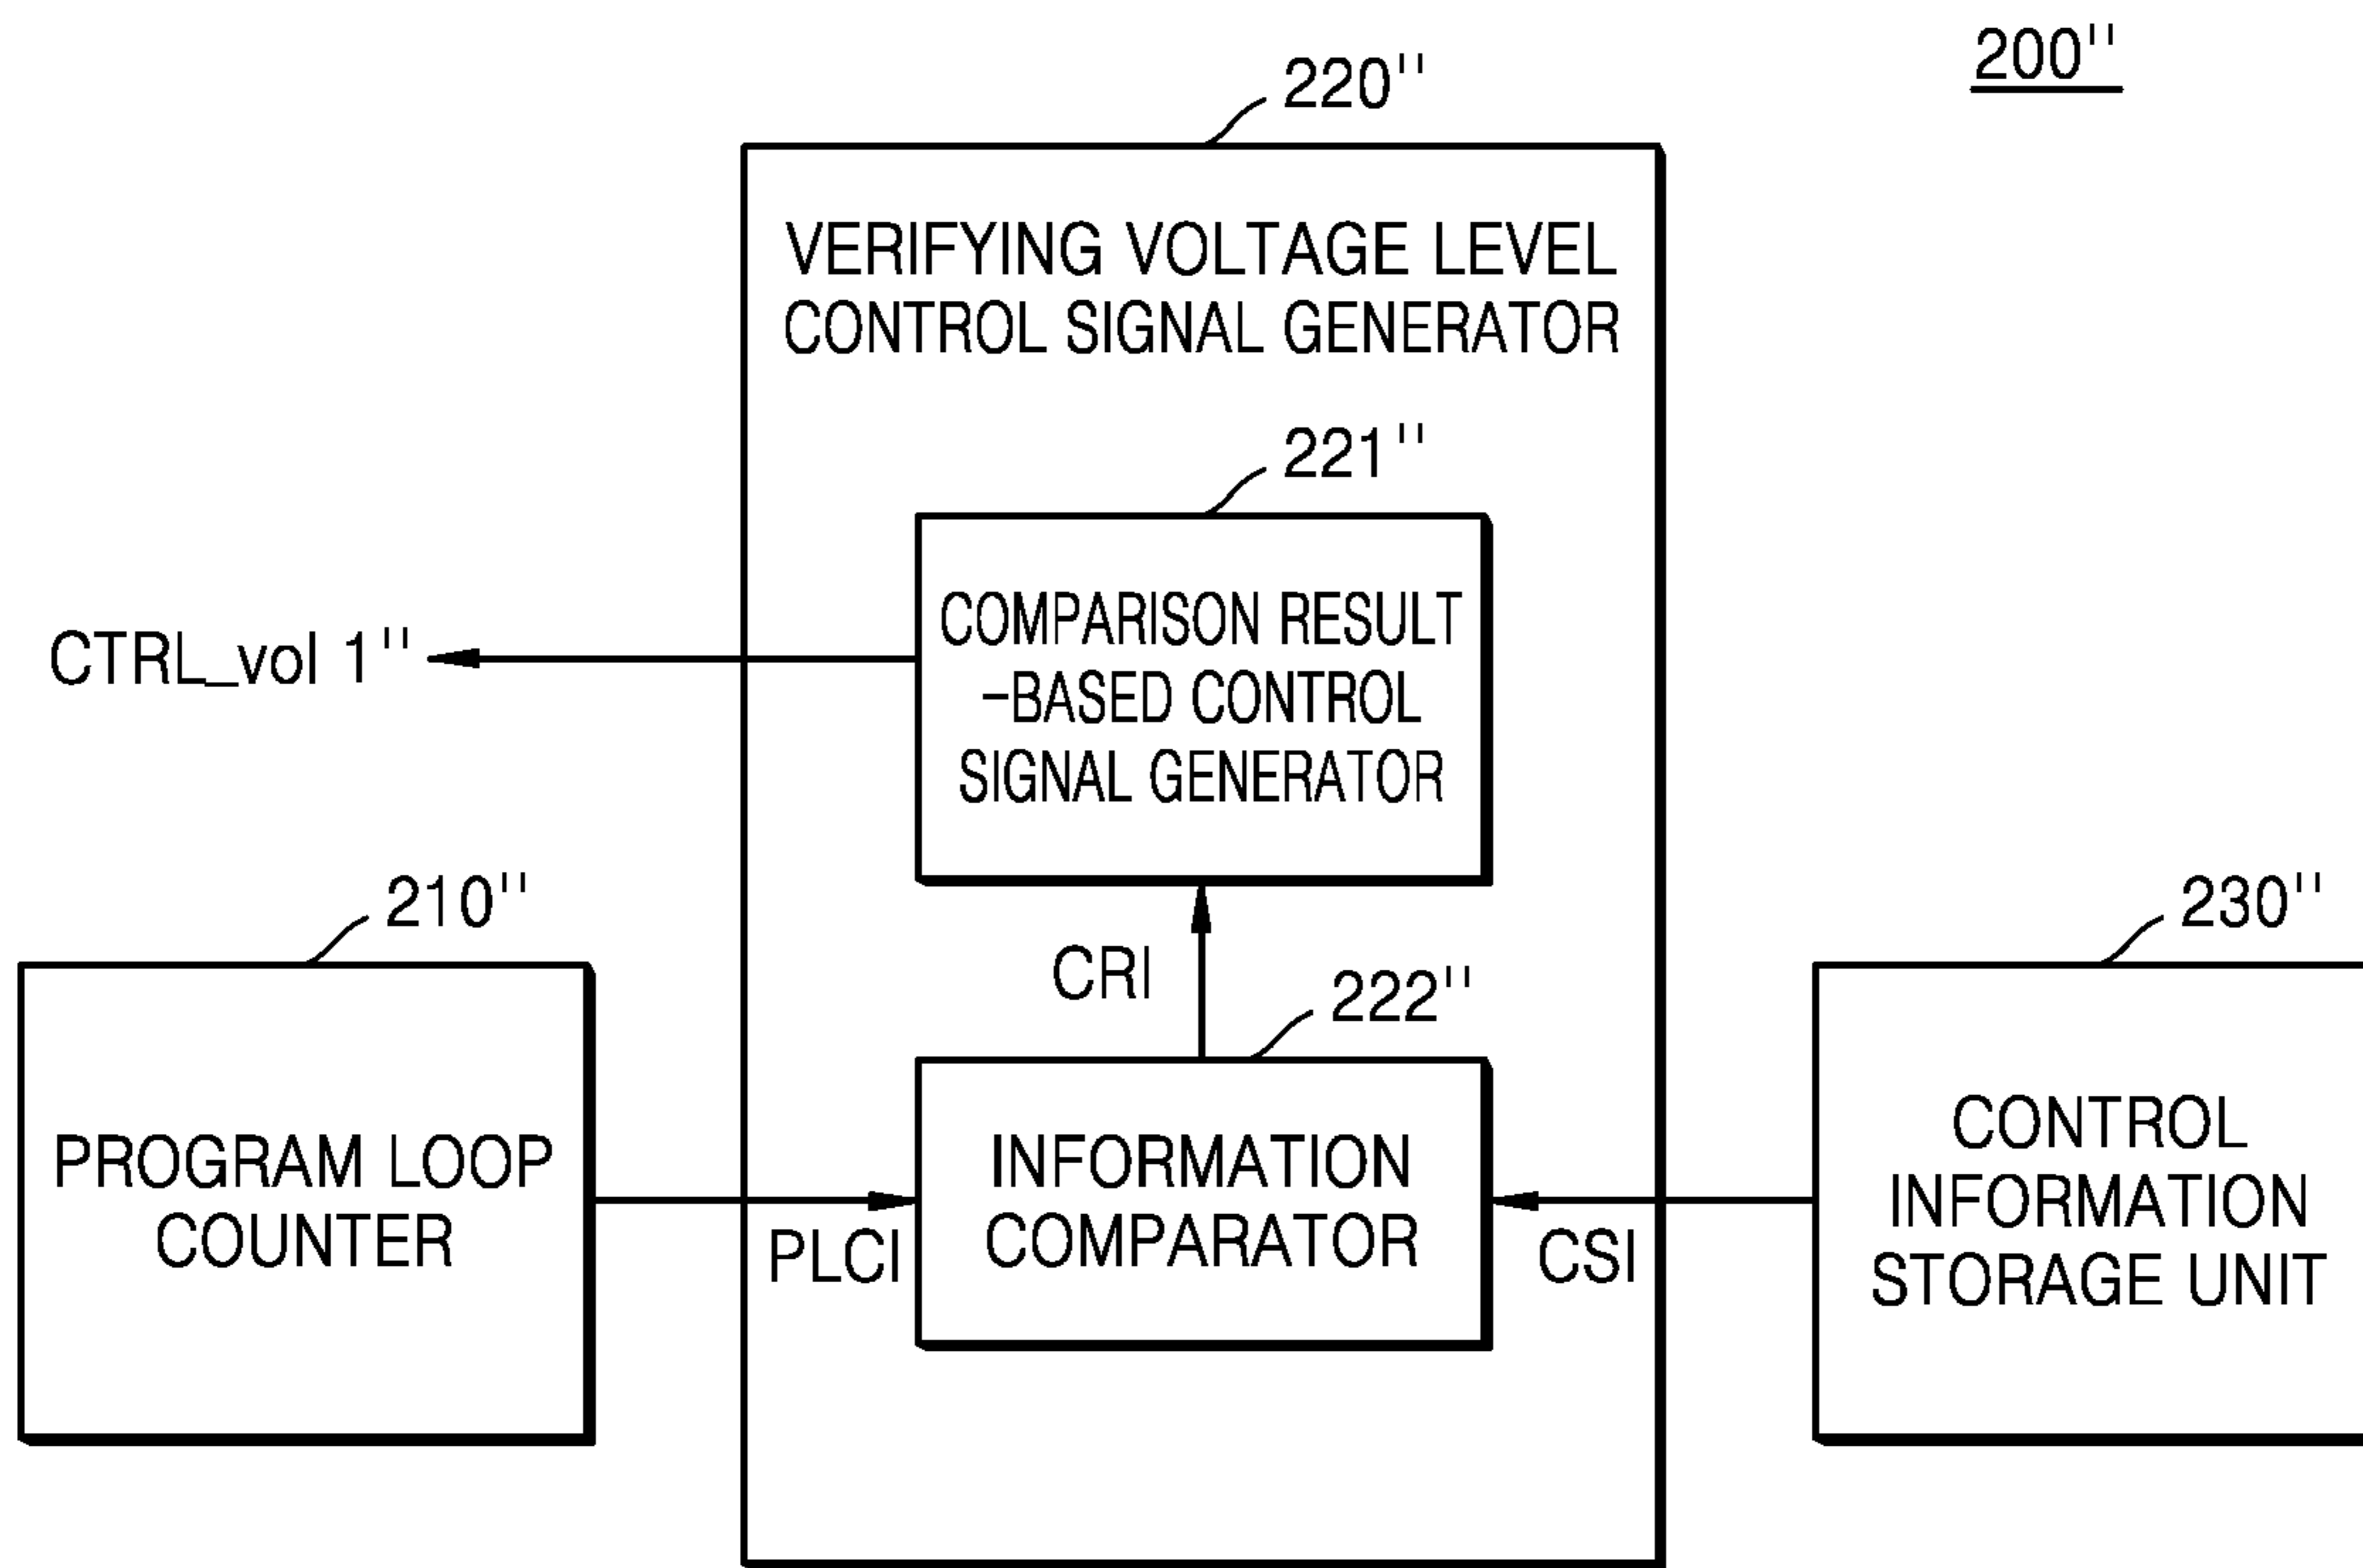 200''
220''
VERIFYING VOLTAGE LEVEL
CONTROL SIGNAL GENERATOR
221''
COMPARISON RESULT
-BASED CONTROL
SIGNAL GENERATOR
CTRL_vol 1''
210''
PROGRAM LOOP
COUNTER
CRI
222''
INFORMATION
COMPARATOR
PLCI
CSI
230''
CONTROL
INFORMATION
STORAGE UNIT